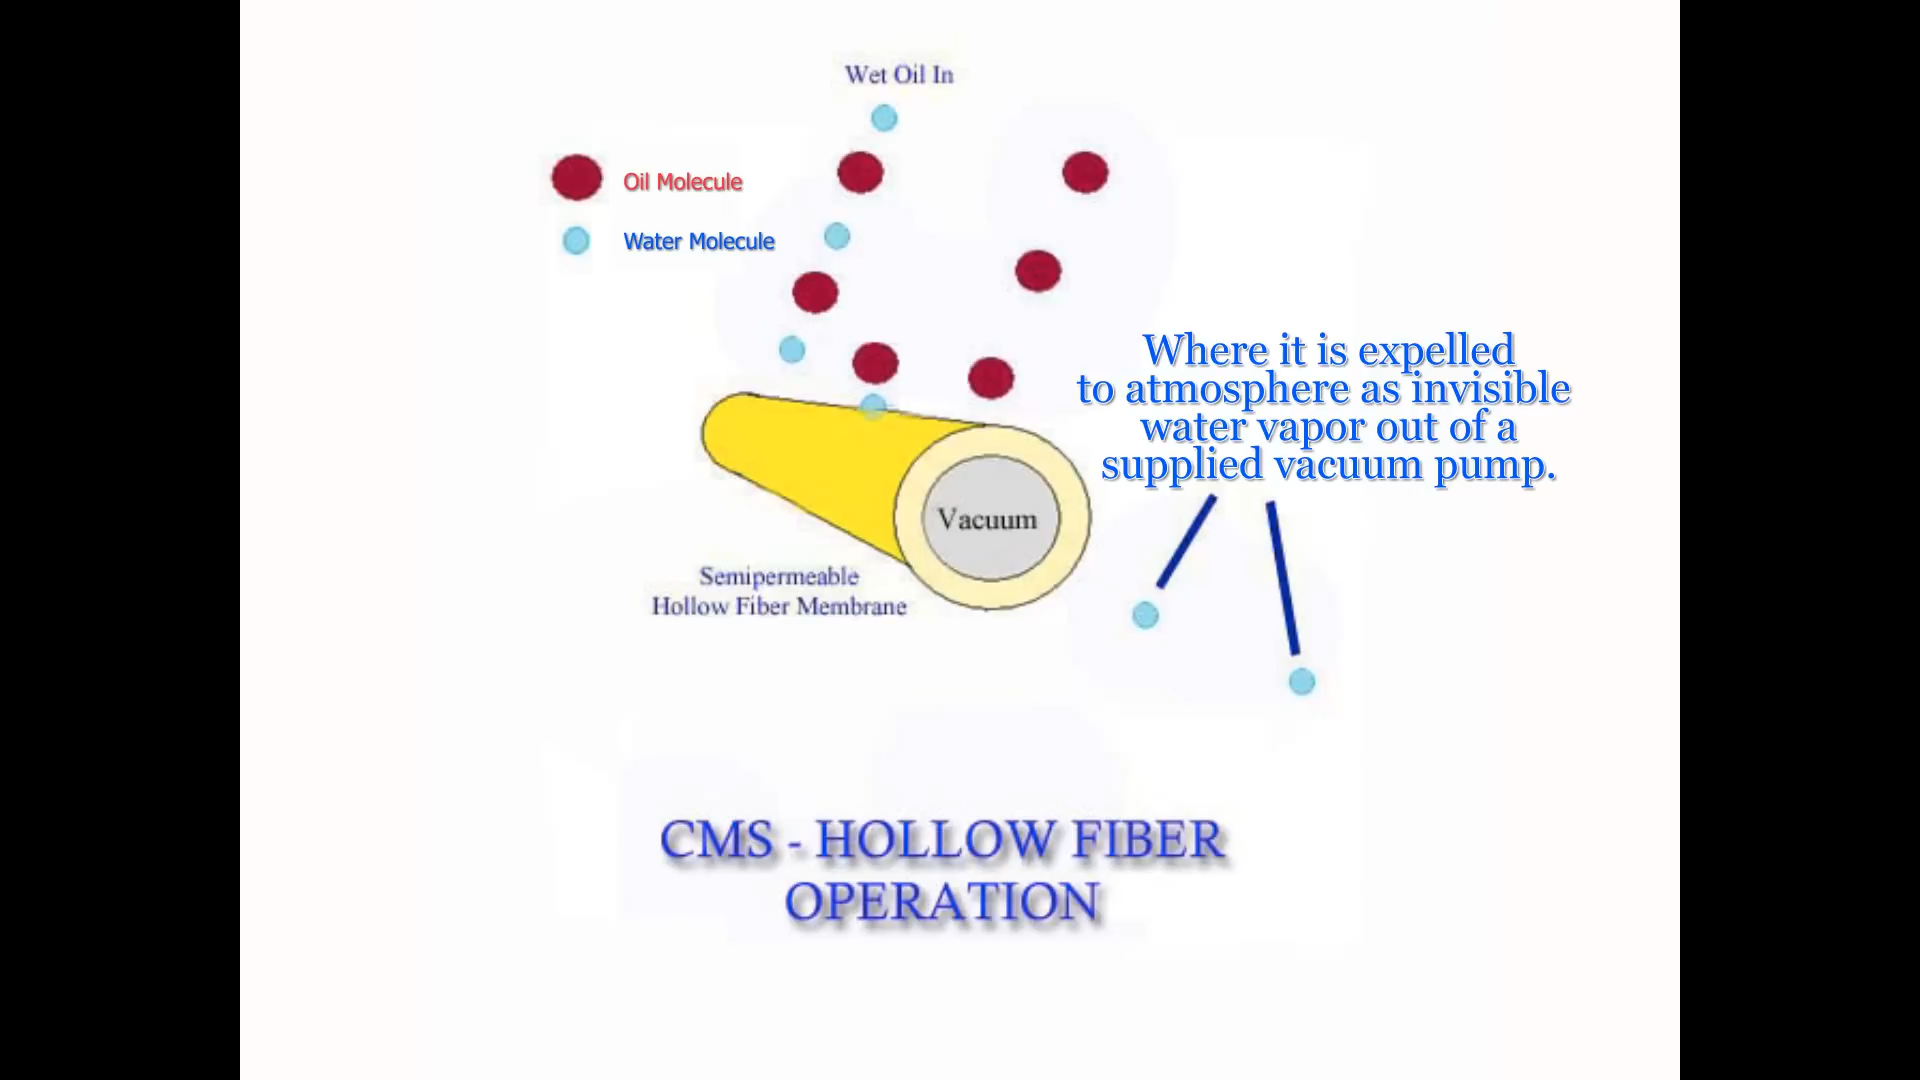 Wet Oil In
Oil Molecule
Water Molecule
Where it is expelled
to atmosphere as invisible
water vapor out of a
supplied vacuum pump.
Vacuum
Semipermeable
Hollow Fiber Membrane
CMS - HOLLOW FIBER
OPERATION